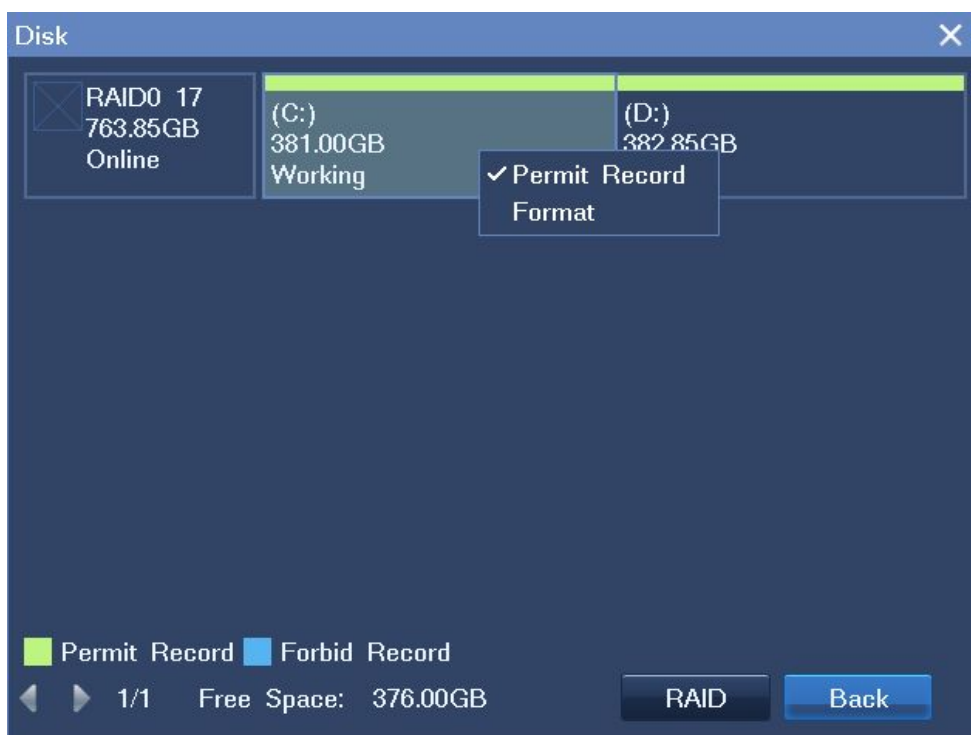 Disk
RAID0 17
763.85GB
Online
(C:)
381.00GB
Working
(D:)
382.85GB
Permit Record
Format
Permit Record
Forbid Record
1/1
Free Space: 376.00GB
RAID
Back